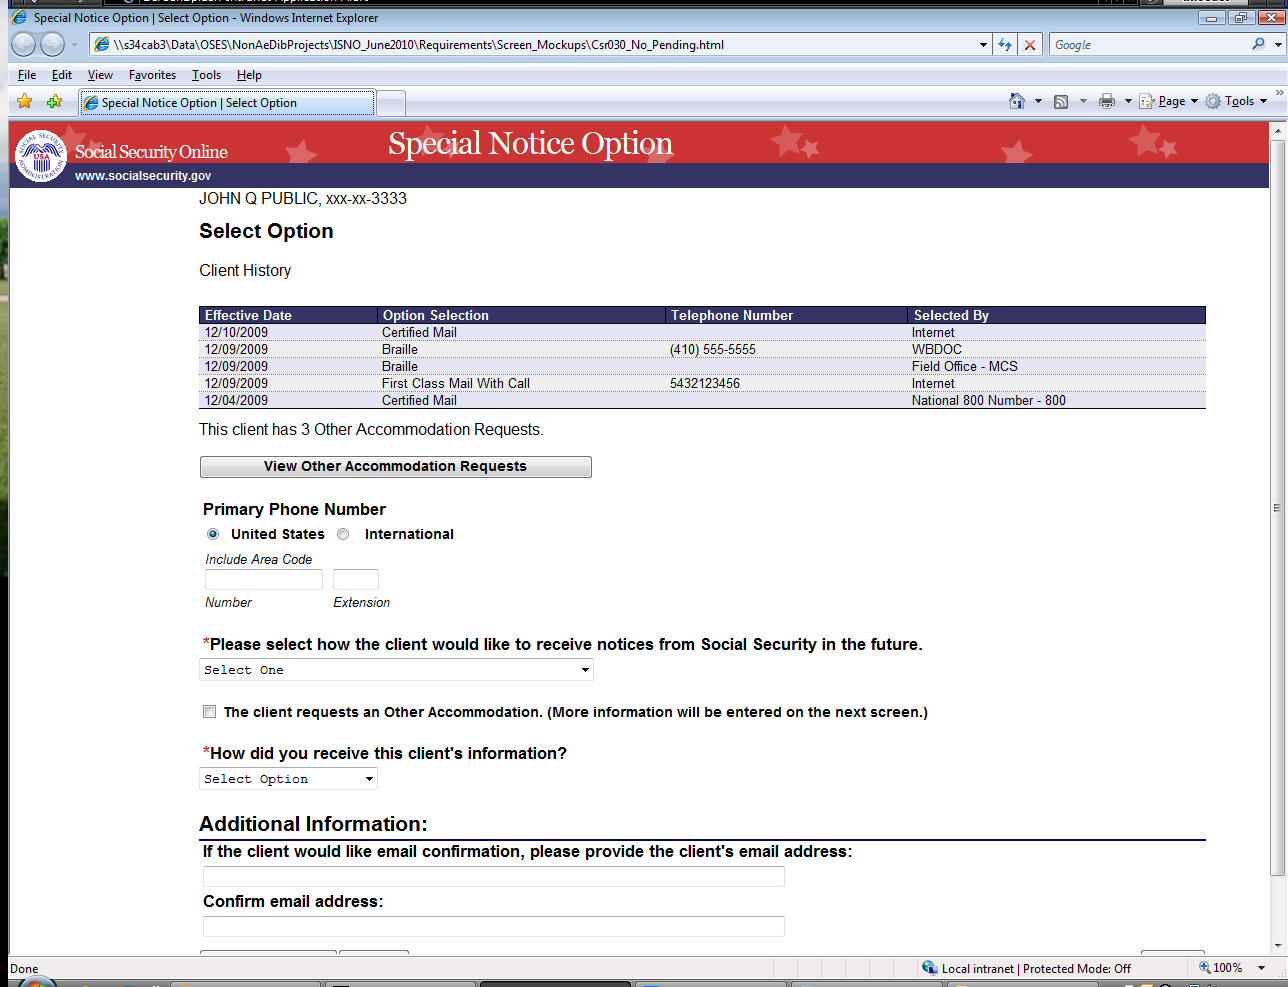 Special Notice Option | Select Option - Windows Internet Explorer
\\s34cab3\Data\OSES\NonAeDibProjects\ISNO_June2010\Requirements\Screen_Mockups\Csr030_No_Pending.html Google
File Edit View Favorites Tools Help
Special Notice Option | Select Option Page Tools
SOCIAL SECURITY ADMINISTRATION USA
Social Security Online Special Notice Option
www.socialsecurity.gov
JOHN Q PUBLIC, xxx-xx-3333
Select Option
Client History
Effective Date Option Selection Telephone Number Selected By
12/10/2009 Certified Mail Internet
12/09/2009 Braille (410) 555-5555 WBDOC
12/09/2009 Braille Field Office - MCS
12/09/2009 First Class Mail With Call 5432123456 Internet
12/04/2009 Certified Mail National 800 Number - 800
This client has 3 Other Accommodation Requests.
View Other Accommodation Requests
Primary Phone Number
United States International
Include Area Code
Number Extension
*Please select how the client would like to receive notices from Social Security in the future.
Select One
The client requests an Other Accommodation. (More information will be entered on the next screen.)
*How did you receive this client's information?
Select Option
Additional Information:
If the client would like email confirmation, please provide the client's email address:
Confirm email address:
Done Local intranet | Protected Mode: Off 100%